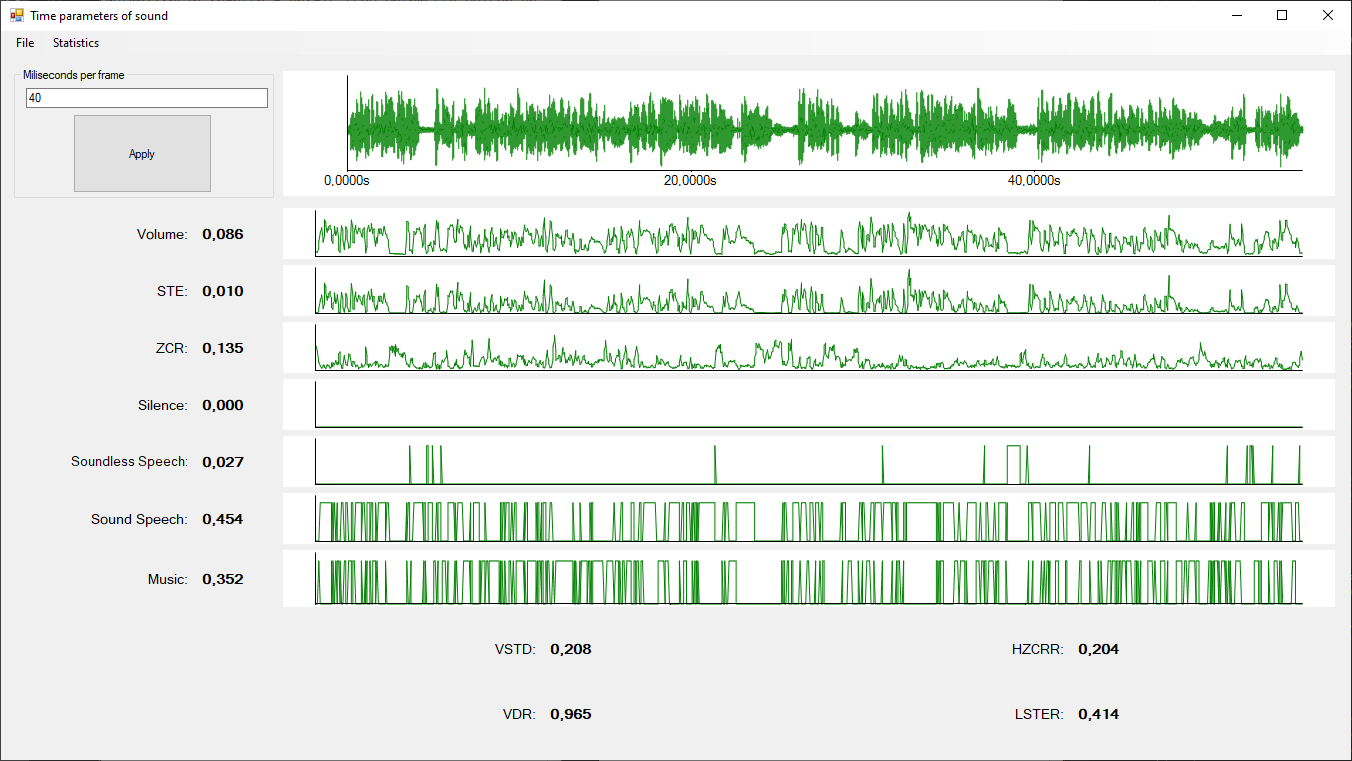 Time parameters of sound
File Statistics
Miliseconds per frame
40
Apply
0,0000s 20,0000s 40,0000s
Volume: 0,086
STE: 0,010
ZCR: 0,135
Silence: 0,000
Soundless Speech: 0,027
Sound Speech: 0,454
Music: 0,352
VSTD: 0,208 HZCRR: 0,204
VDR: 0,965 LSTER: 0,414